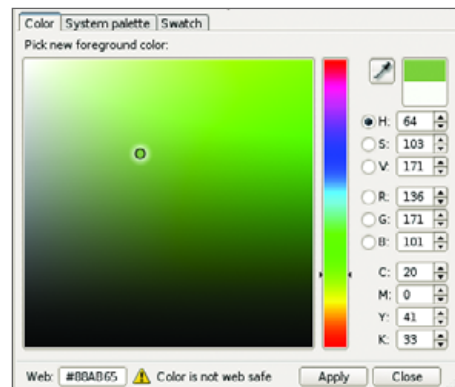 Color System palette Swatch
Pick new foreground color:
H: 64
S: 103
V: 171
R: 136
G: 171
B: 101
C: 20
M: 0
Y: 41
K: 33
Web: #88AB65 Color is not web safe Apply Close